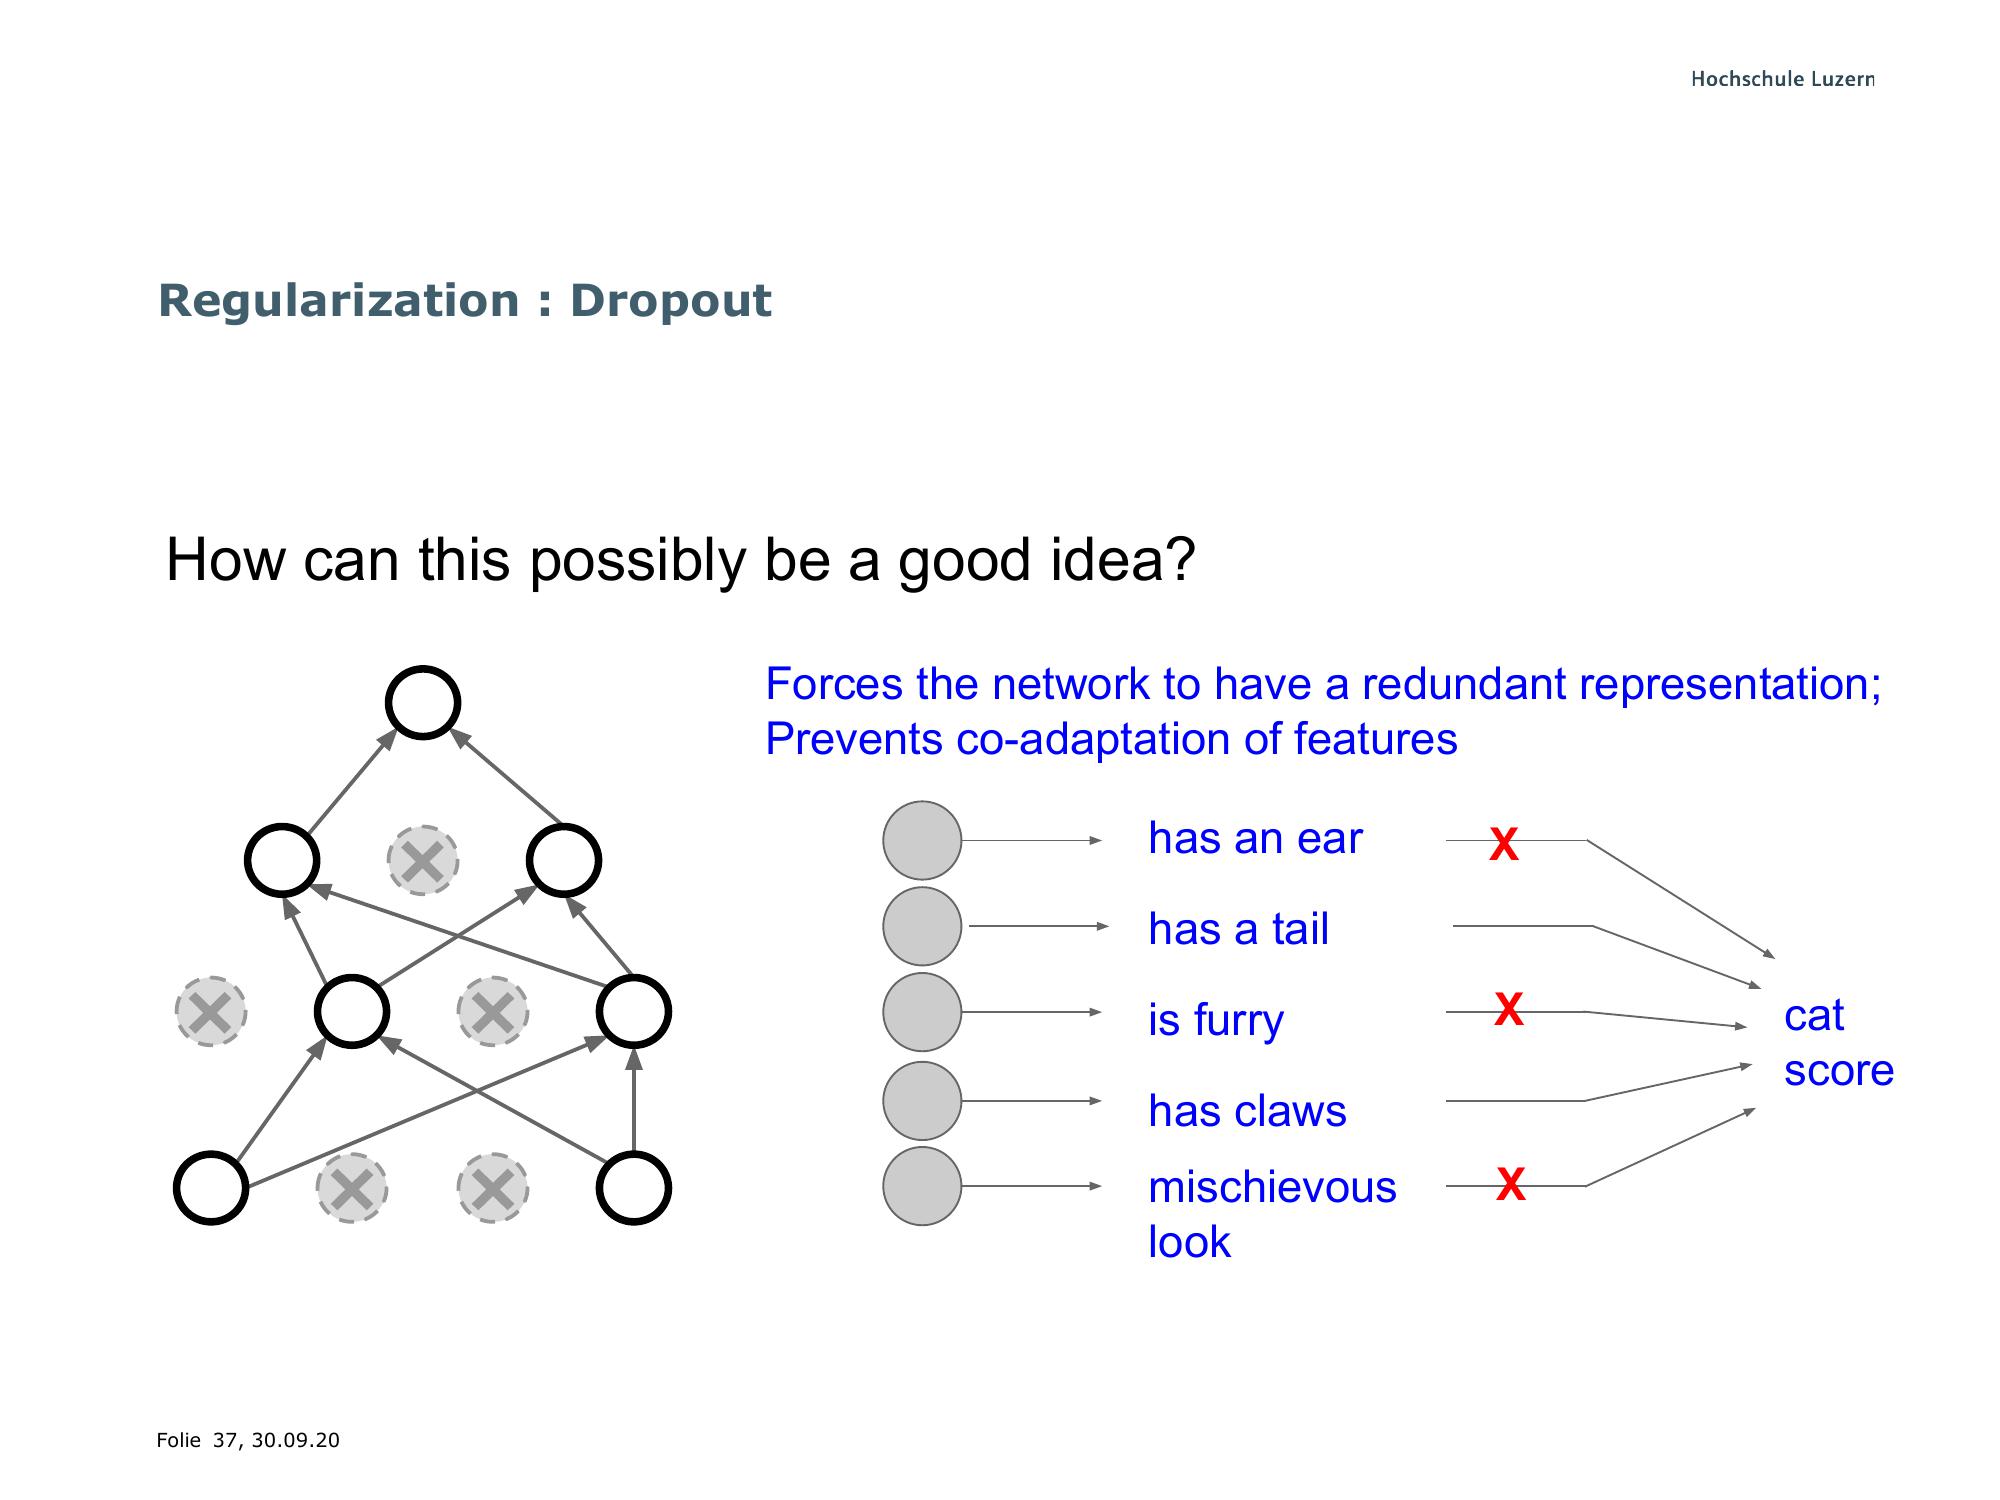 Hochschule Luzern
Regularization : Dropout
How can this possibly be a good idea?
Forces the network to have a redundant representation;
Prevents co-adaptation of features
has an ear
X
has a tail
is furry
X
cat
score
has claws
mischievous
look
X
Folie 37, 30.09.20